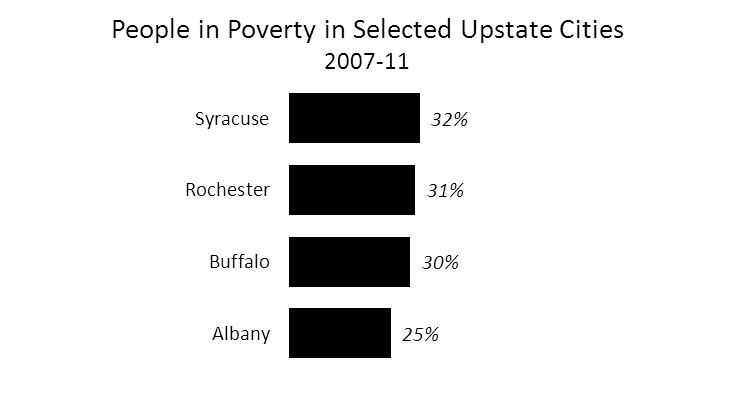 People in Poverty in Selected Upstate Cities
2007-11
Syracuse 32%
Rochester 31%
Buffalo 30%
Albany 25%